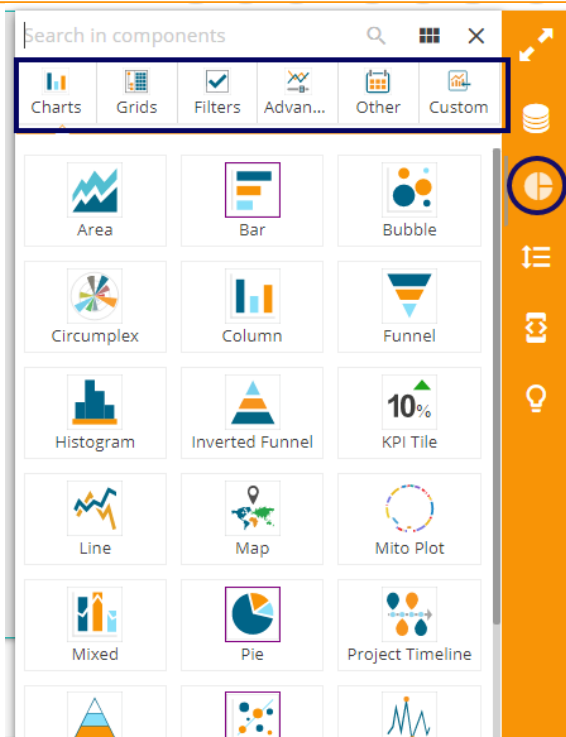 Search in components
Charts Grids Filters Advan... Other Custom
Area Bar Bubble
Circumplex Column Funnel
10%
Histogram Inverted Funnel KPI Tile
Line Map Mito Plot
Mixed Pie Project Timeline